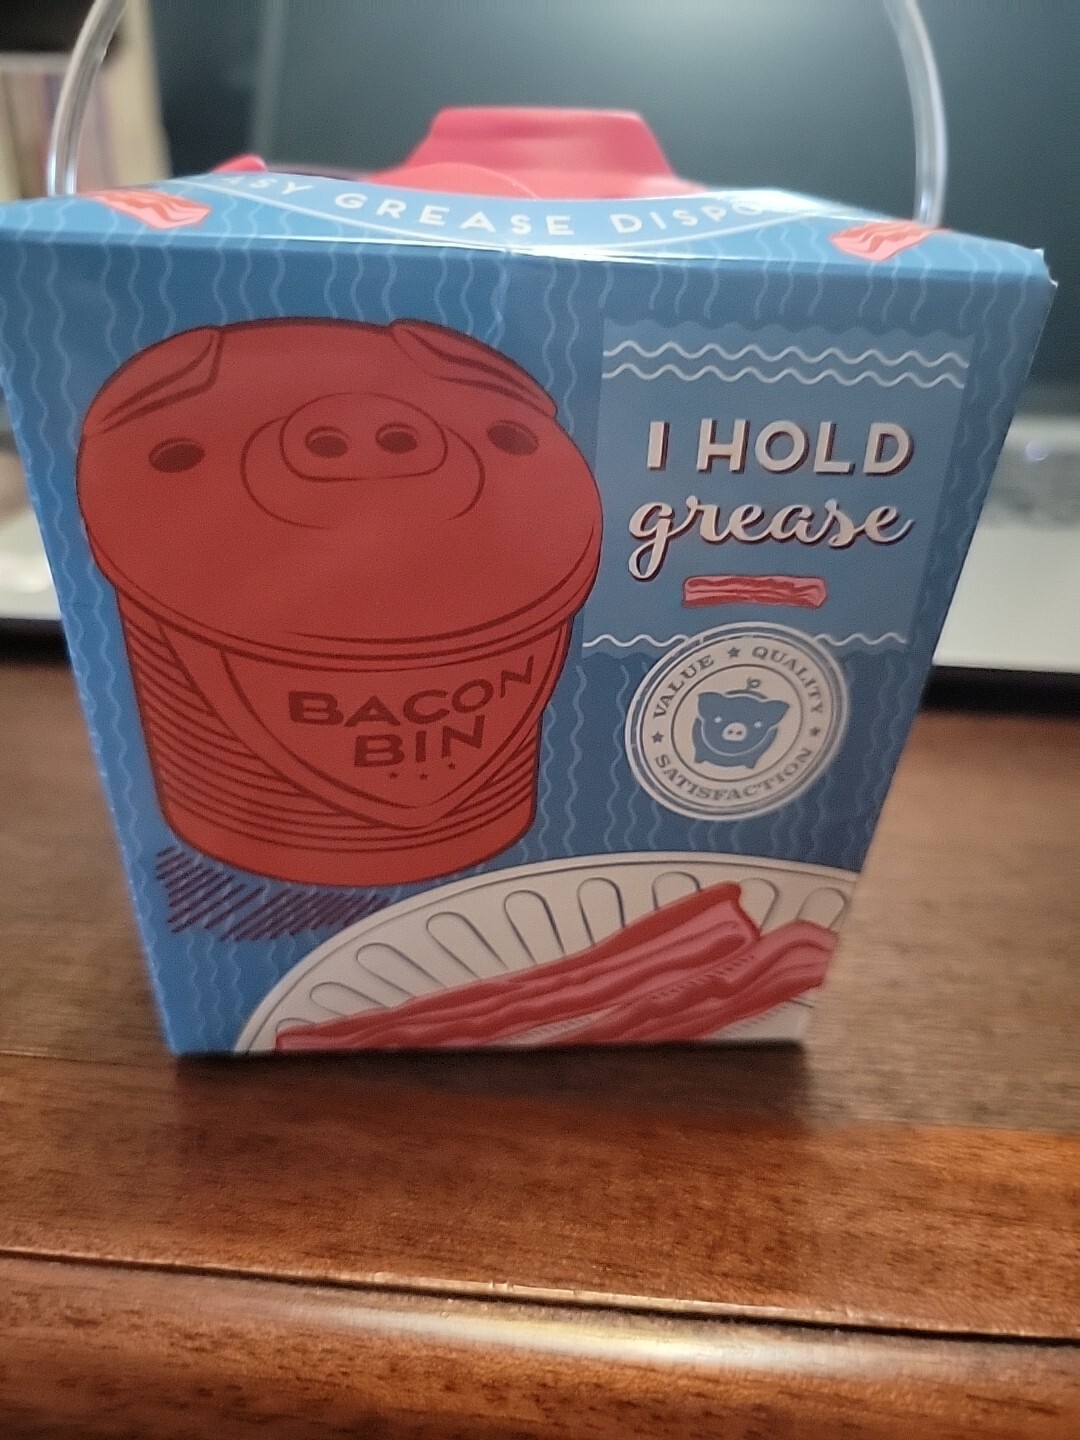 GREASE
I HOLD
grease
BACON
BIN
VALUE ★ QUALITY ★ SATISFACTION ★